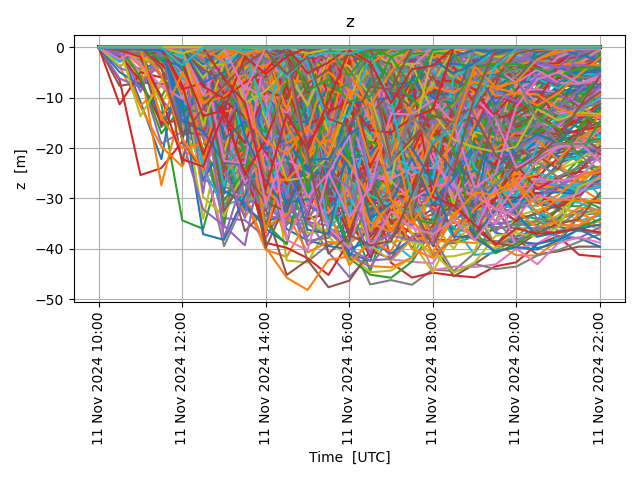 z
0
−10
−20
−30
−40
−50
z [m]
11 Nov 2024 10:00
11 Nov 2024 12:00
11 Nov 2024 14:00
11 Nov 2024 16:00
11 Nov 2024 18:00
11 Nov 2024 20:00
11 Nov 2024 22:00
Time [UTC]